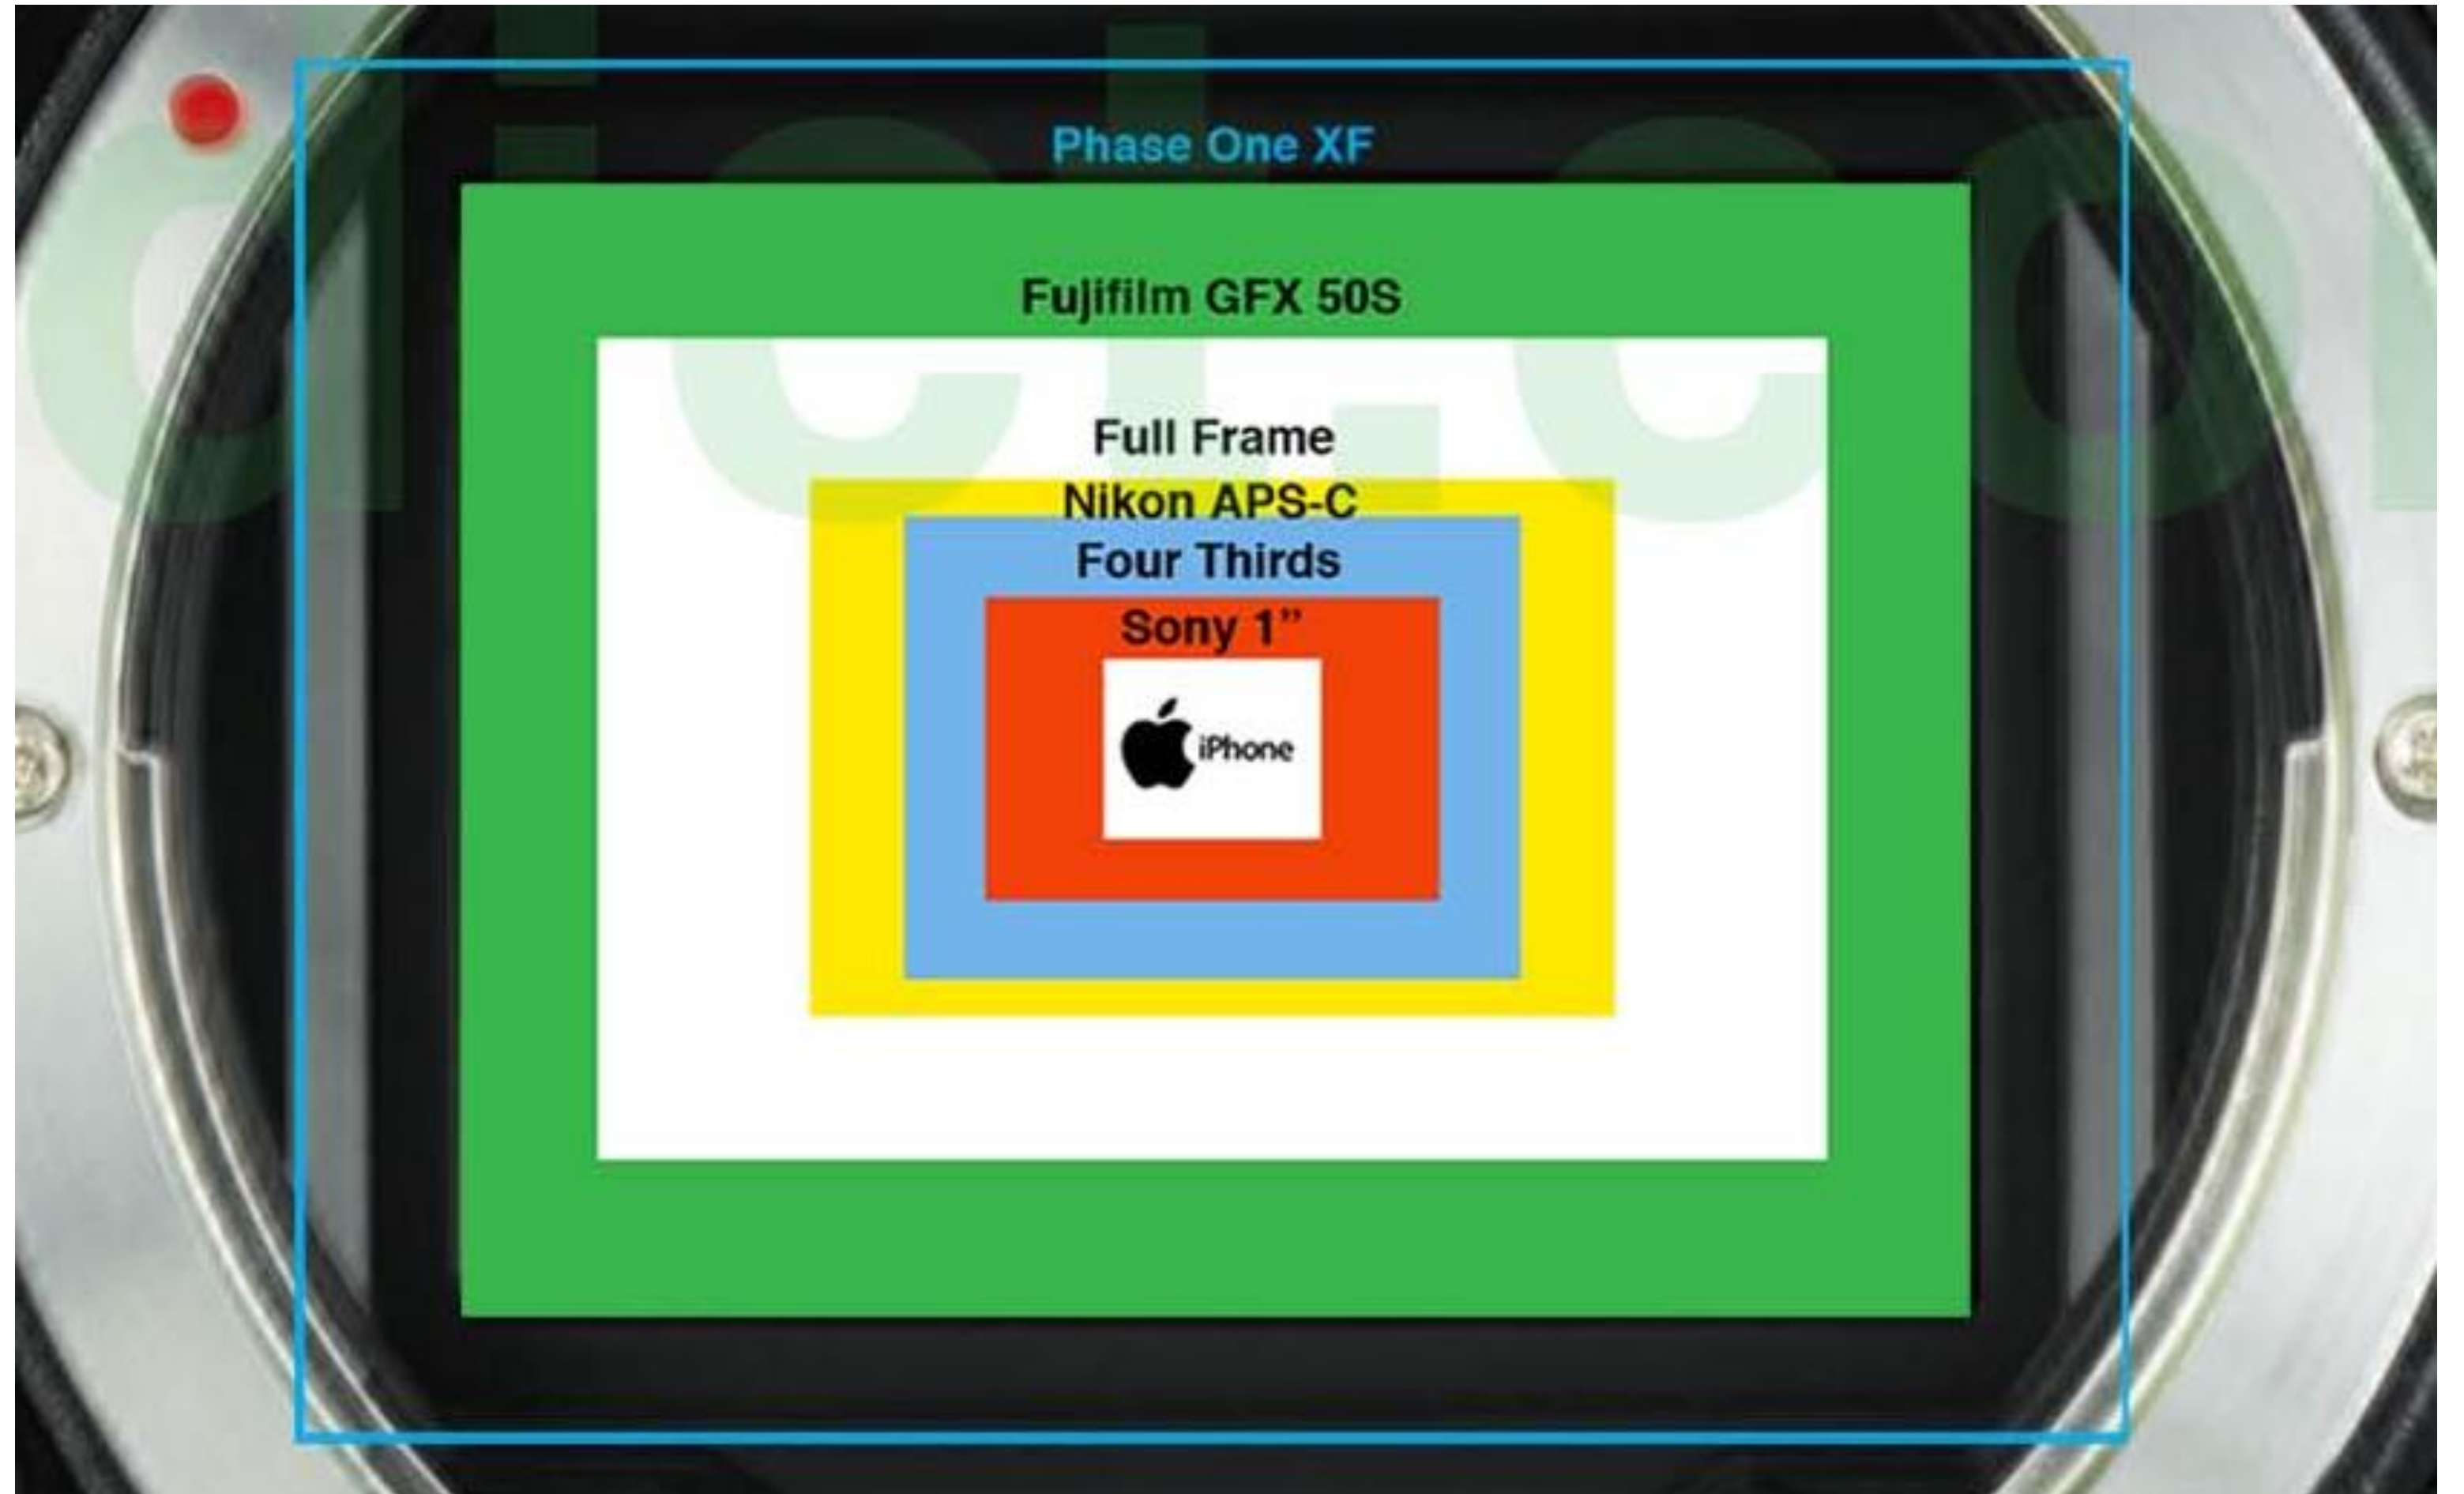 Phase One XF
Fujifilm GFX 50S
Full Frame
Nikon APS-C
Four Thirds
Sony 1”
iPhone